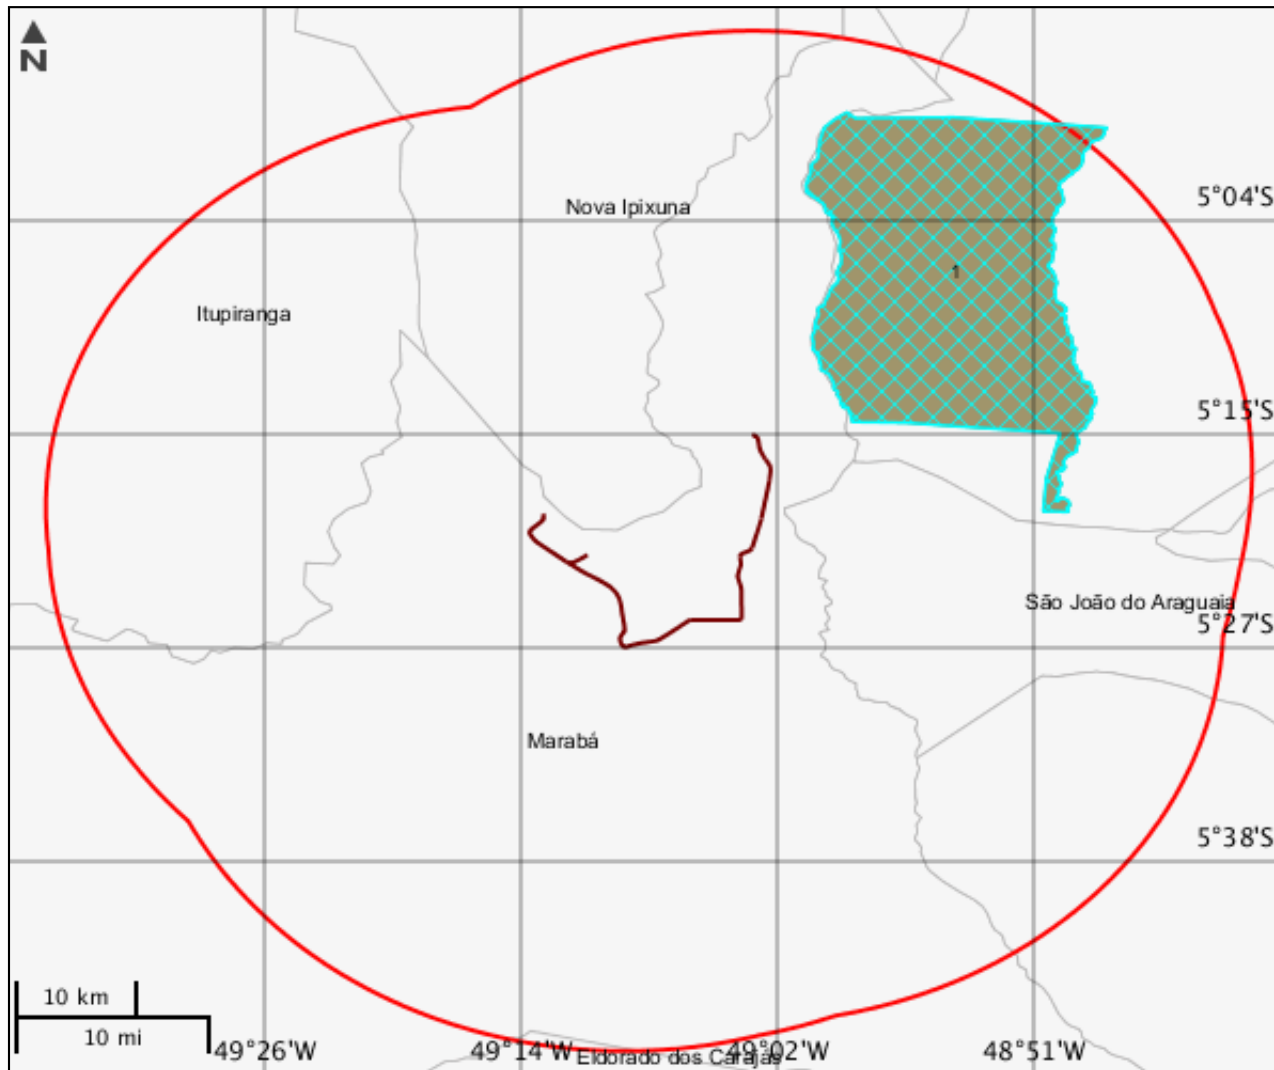 N
Nova Ipixuna
5°04'S
1
Itupiranga
5°15'S
São João do Araguaia
5°27'S
Marabá
5°38'S
10 km
10 mi
49°26'W
49°14'W
49°02'W
48°51'W
Eldorado dos Carajás